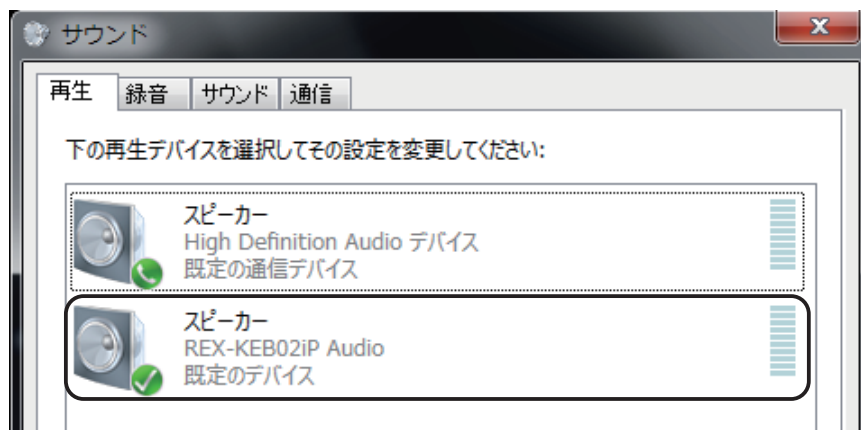 サウンド
再生 録音 サウンド 通信
下の再生デバイスを選択してその設定を変更してください:
スピーカー
High Definition Audio デバイス
既定の通信デバイス
スピーカー
REX-KEB02iP Audio
既定のデバイス